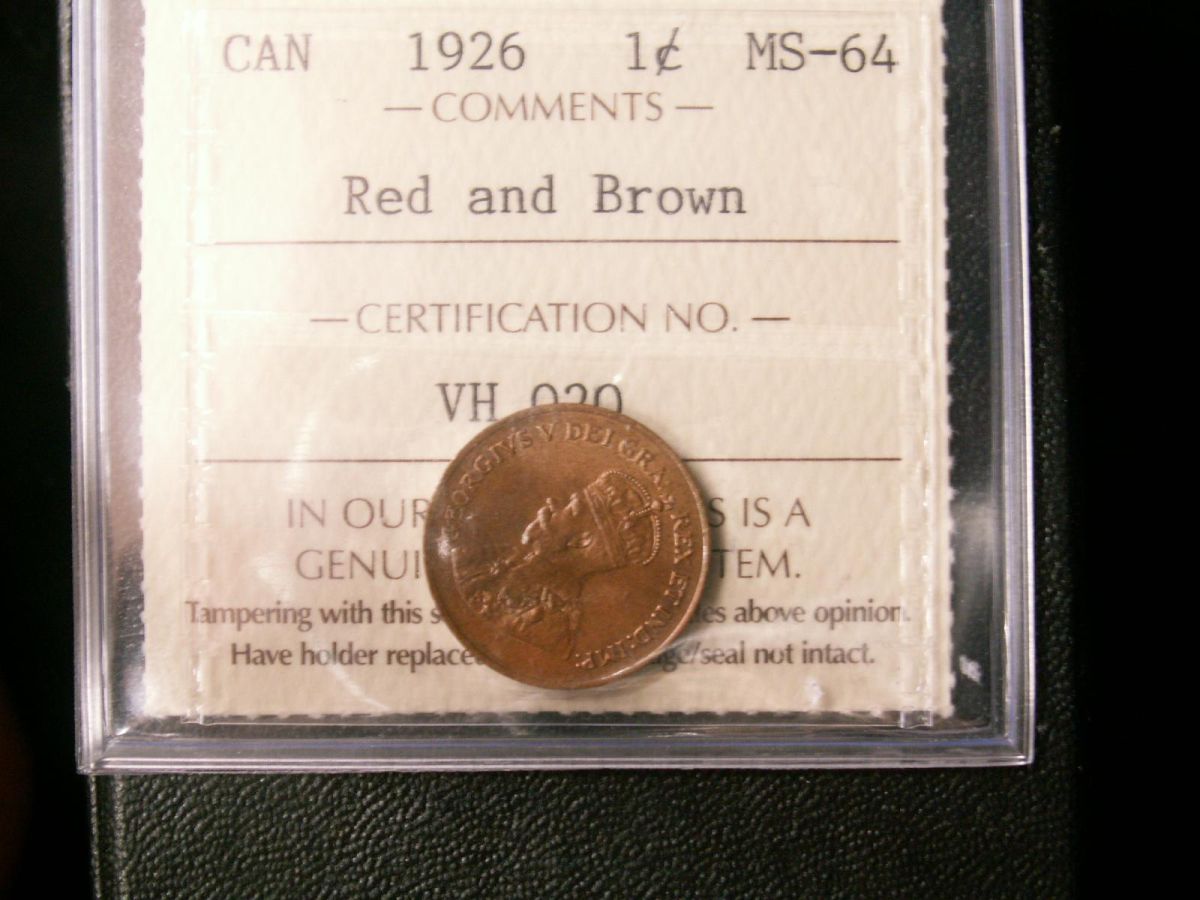 CAN 1926 1¢ MS-64
— COMMENTS —
Red and Brown
— CERTIFICATION NO. —
VH 020
GEORGIVS V DEI GRA: REX ET IND: IMP:
IN OUR S IS A
GENUI TEM.
Tampering with this s es above opinion.
Have holder replace ge/seal not intact.